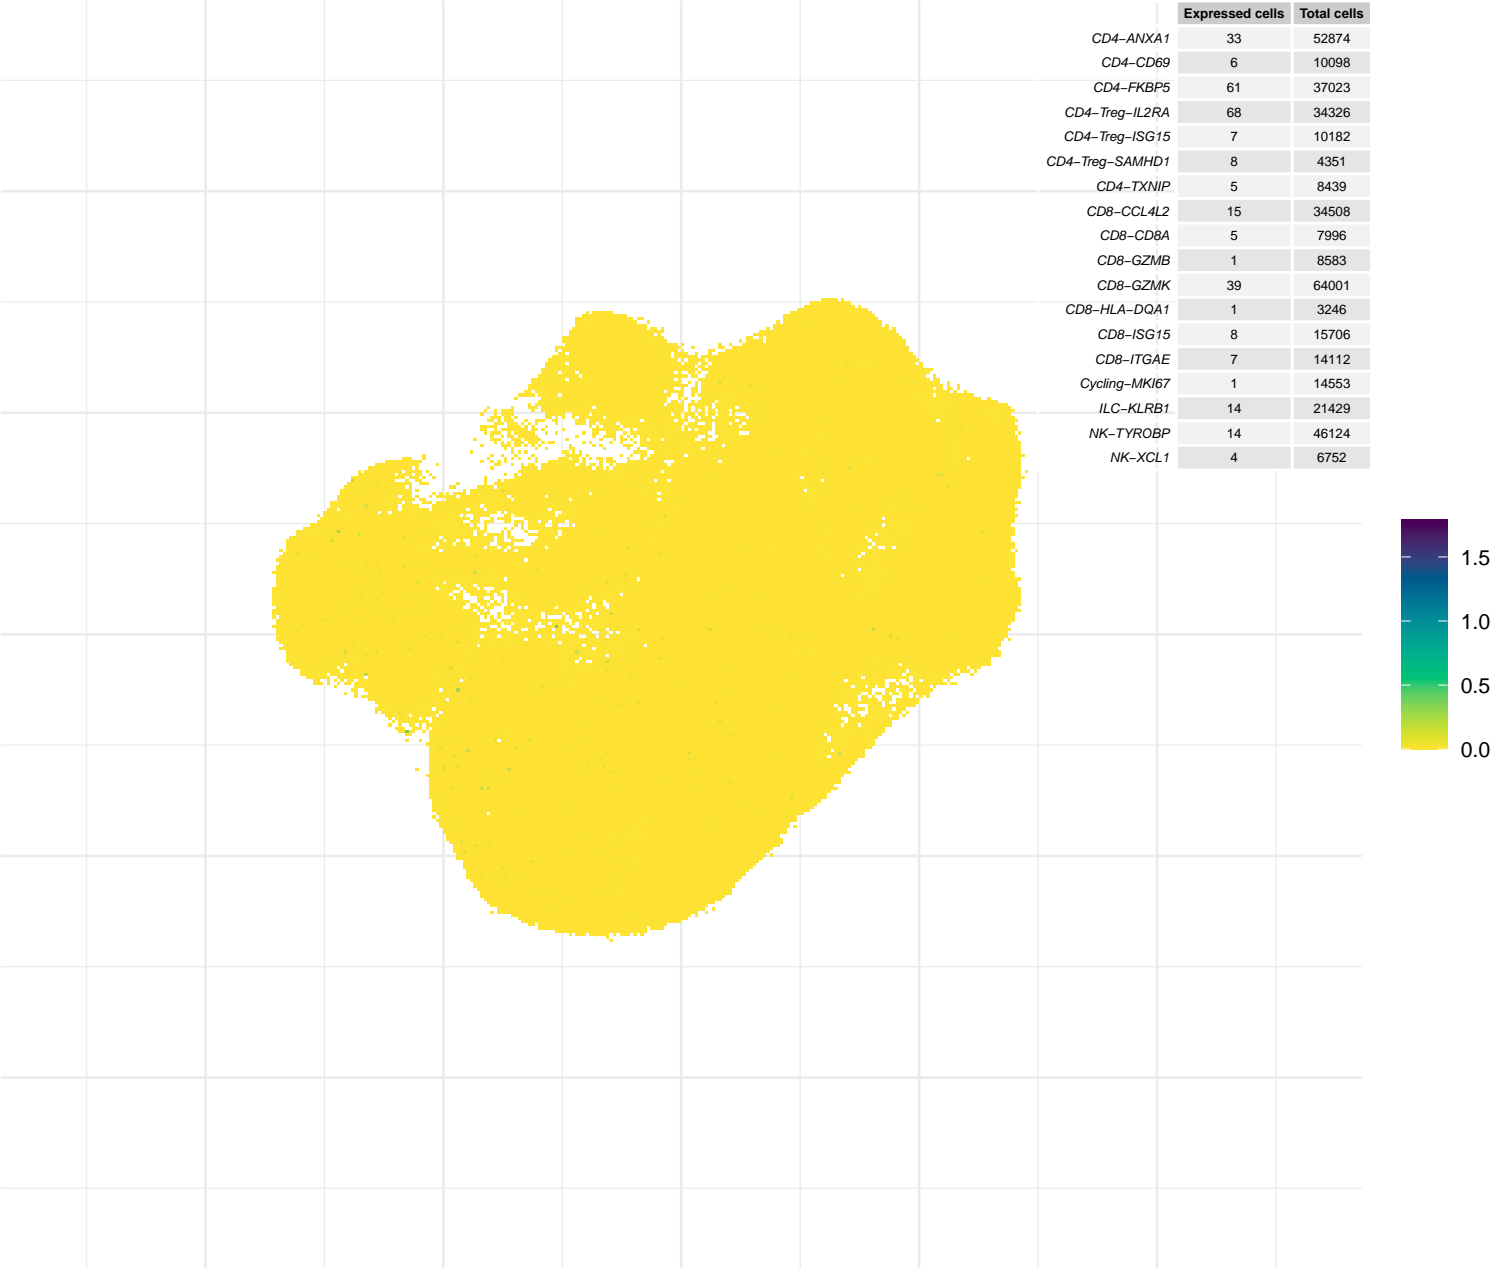 Expressed cells Total cells
CD4−ANXA1 33 52874
CD4−CD69 6 10098
CD4−FKBP5 61 37023
CD4−Treg−IL2RA 68 34326
CD4−Treg−ISG15 7 10182
CD4−Treg−SAMHD1 8 4351
CD4−TXNIP 5 8439
CD8−CCL4L2 15 34508
CD8−CD8A 5 7996
CD8−GZMB 1 8583
CD8−GZMK 39 64001
CD8−HLA−DQA1 1 3246
CD8−ISG15 8 15706
CD8−ITGAE 7 14112
Cycling−MKI67 1 14553
ILC−KLRB1 14 21429
NK−TYROBP 14 46124
NK−XCL1 4 6752
1.5
1.0
0.5
0.0